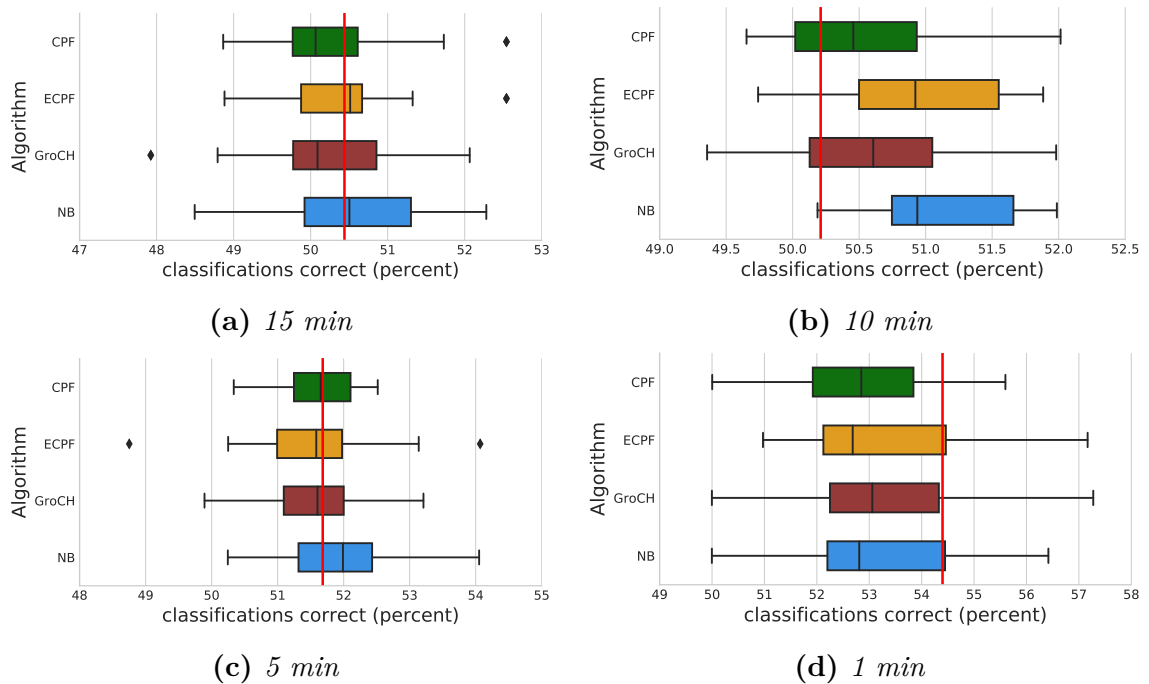 Algorithm
CPF
ECPF
GroCH
NB
47 48 49 50 51 52 53
classifications correct (percent)
(a) 15 min
Algorithm
CPF
ECPF
GroCH
NB
49.0 49.5 50.0 50.5 51.0 51.5 52.0 52.5
classifications correct (percent)
(b) 10 min
Algorithm
CPF
ECPF
GroCH
NB
48 49 50 51 52 53 54 55
classifications correct (percent)
(c) 5 min
Algorithm
CPF
ECPF
GroCH
NB
49 50 51 52 53 54 55 56 57 58
classifications correct (percent)
(d) 1 min